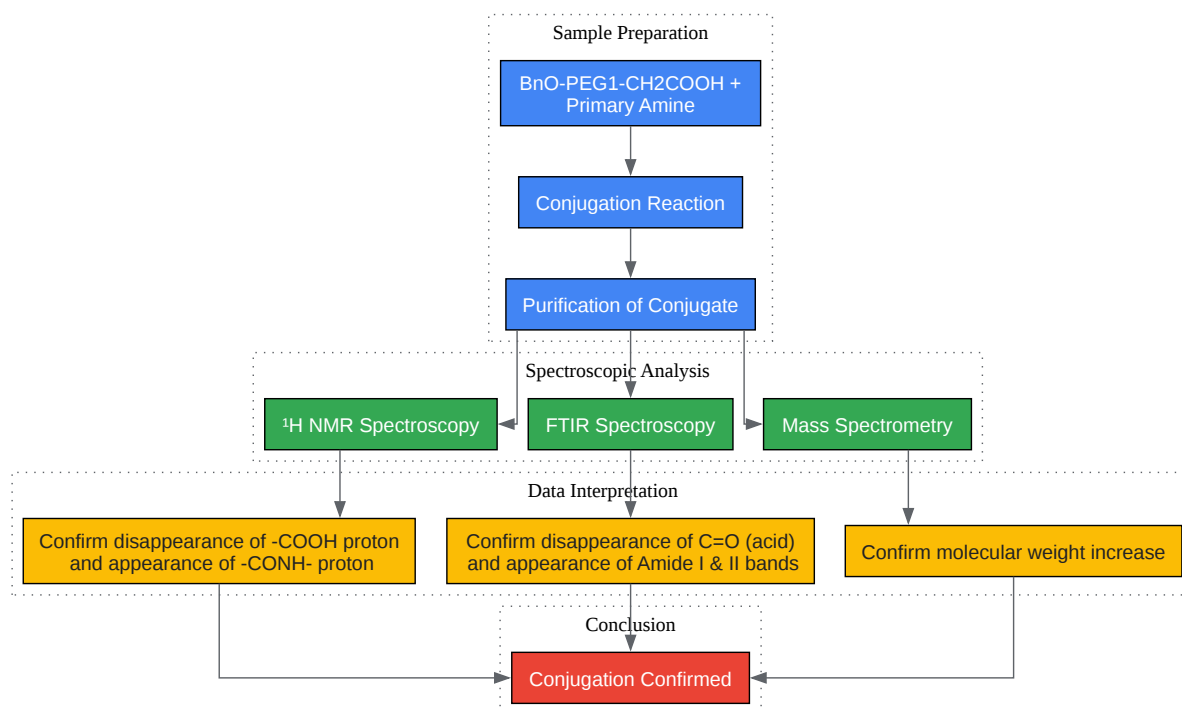 Sample Preparation
BnO-PEG1-CH2COOH +
Primary Amine
Conjugation Reaction
Purification of Conjugate
Spectroscopic Analysis
¹H NMR Spectroscopy
FTIR Spectroscopy
Mass Spectrometry
Data Interpretation
Confirm disappearance of -COOH proton
and appearance of -CONH- proton
Confirm disappearance of C=O (acid)
and appearance of Amide I & II bands
Confirm molecular weight increase
Conclusion
Conjugation Confirmed